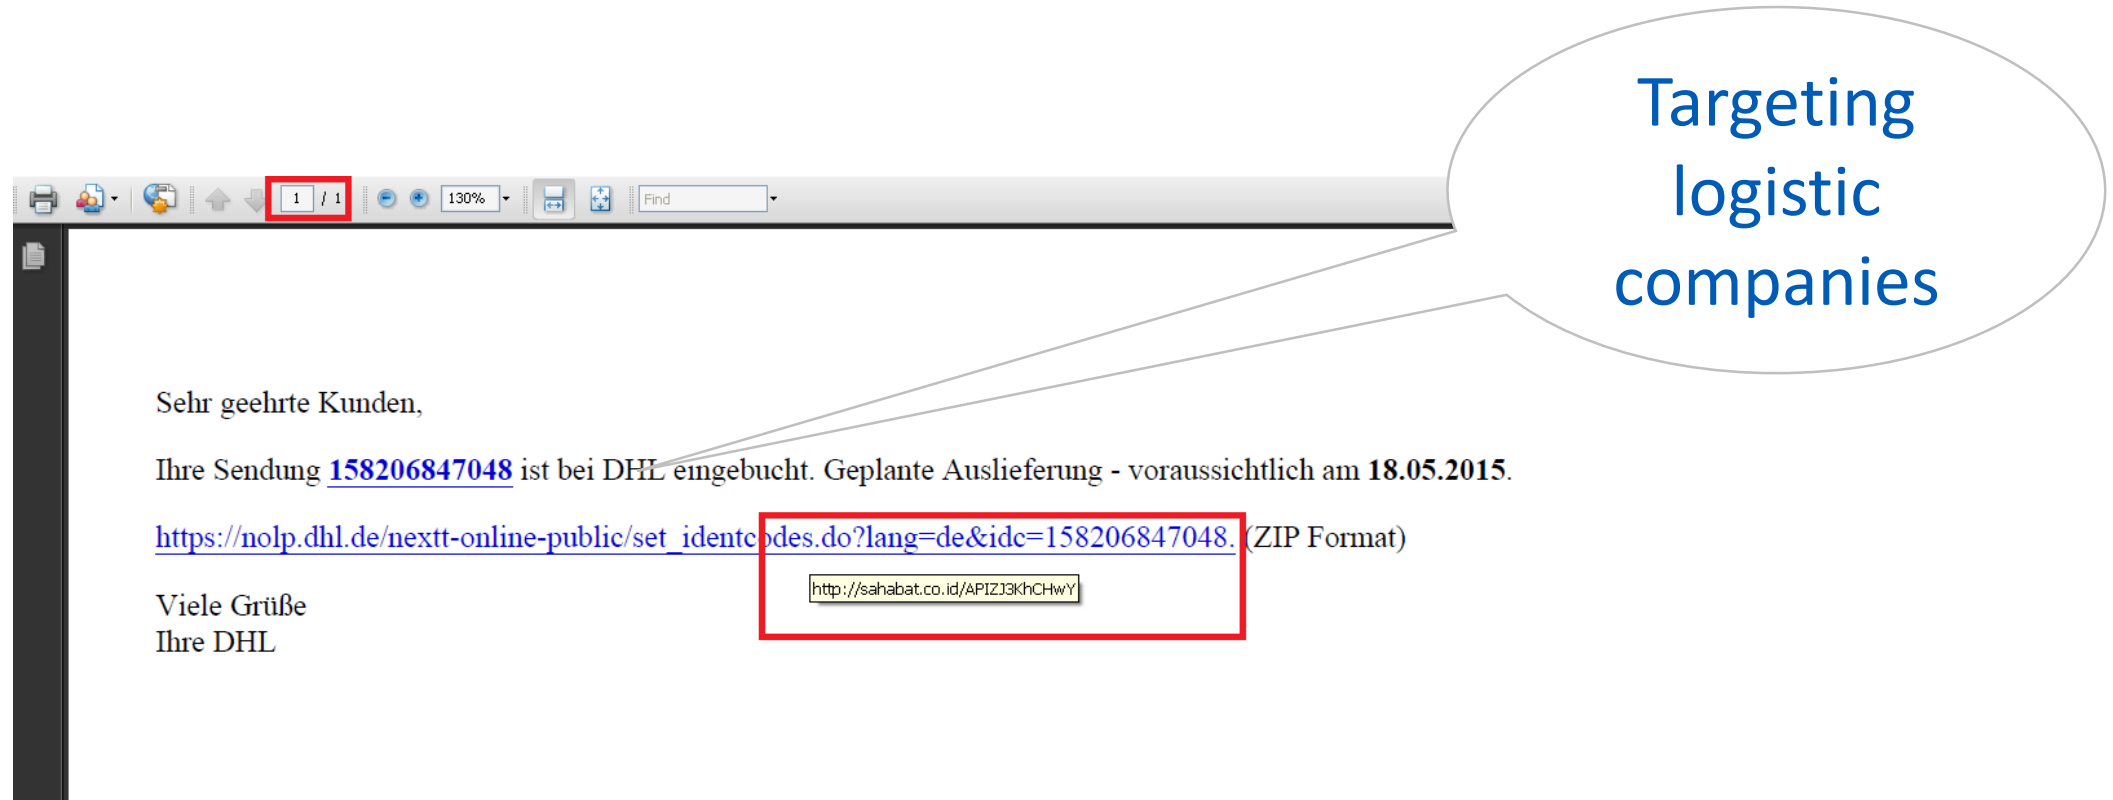 Targeting
logistic
companies
1 / 1
130%
Find
Sehr geehrte Kunden,
Ihre Sendung 158206847048 ist bei DHL eingebucht. Geplante Auslieferung - voraussichtlich am 18.05.2015.
https://nolp.dhl.de/nextt-online-public/set_identcodes.do?lang=de&idc=158206847048. (ZIP Format)
http://sahabat.co.id/APIZJ3KhCHwY
Viele Grüße
Ihre DHL